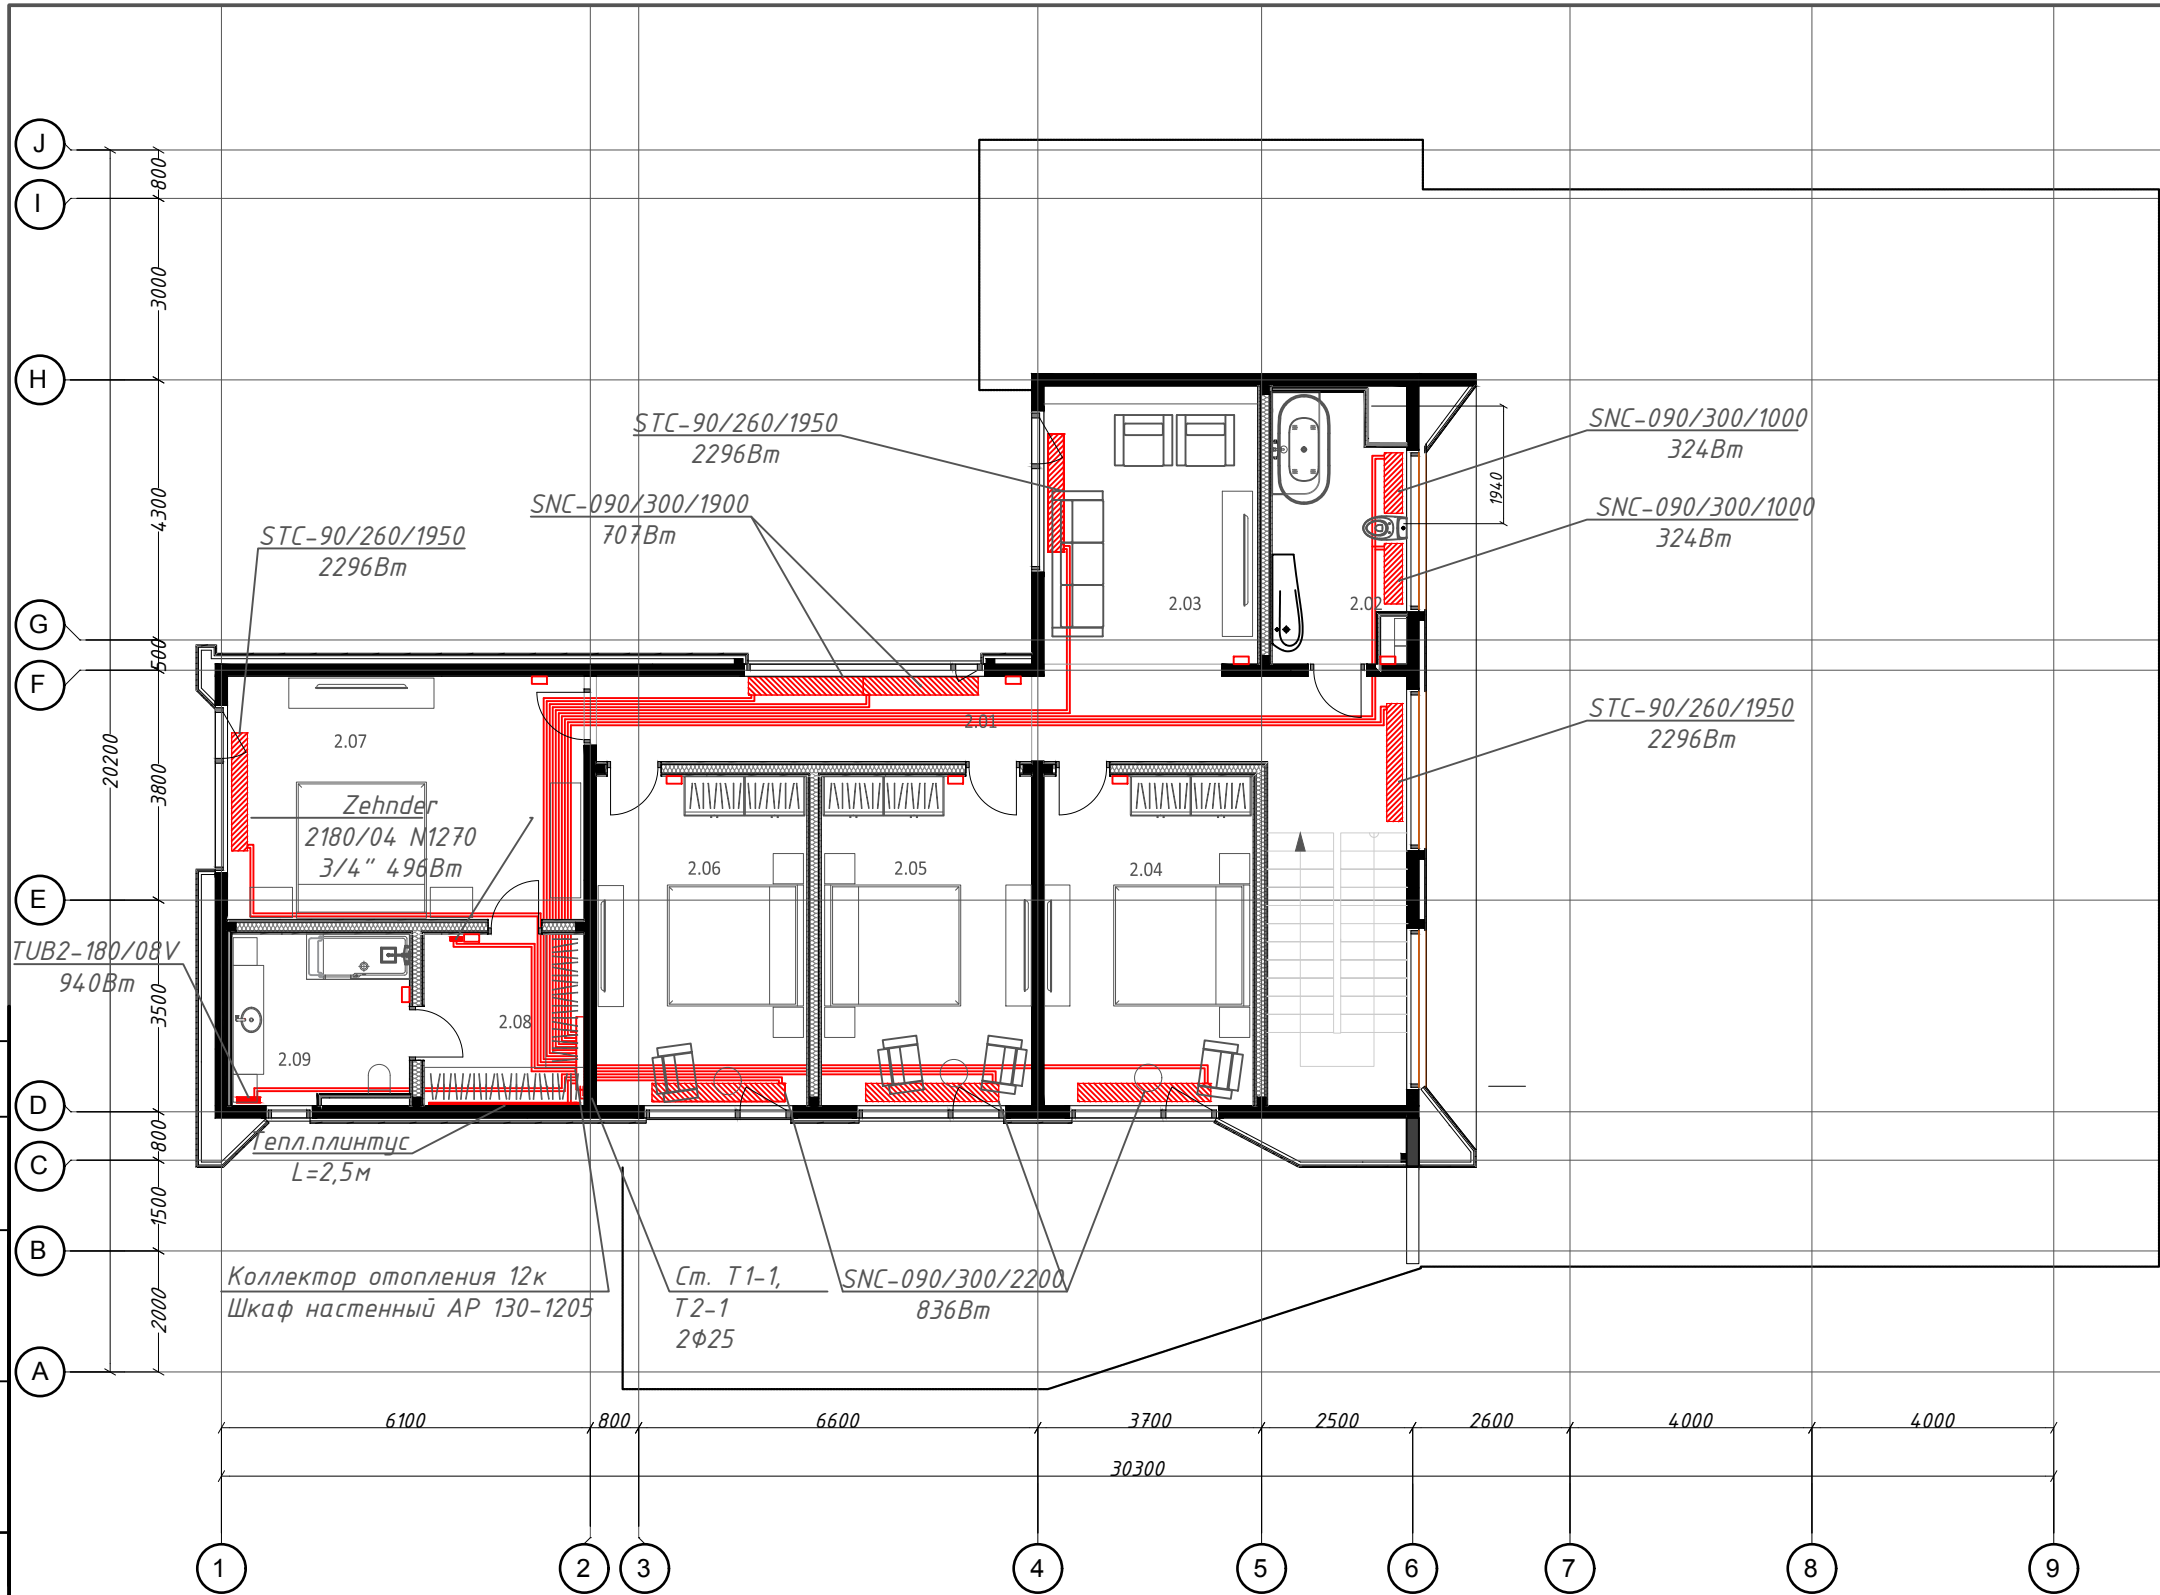 J
800
I
3000
H
STC-90/260/1950
2296Вт
SNC-090/300/1000
324Вт
1940
4300
SNC-090/300/1900
707Вт
SNC-090/300/1000
324Вт
STC-90/260/1950
2296Вт
2.03
2.02
G
500
F
STC-90/260/1950
2296Вт
2.01
2.07
20200
3800
Zehnder
2180/04 N1270
3/4" 496Вт
2.06
2.05
2.04
E
TUB2-180/08V
940Вт
3500
2.08
2.09
D
800
Тепл.плинтус
L=2,5м
C
1500
B
Коллектор отопления 12к
Шкаф настенный АР 130-1205
Ст. Т1-1,
Т2-1
2Ф25
SNC-090/300/2200
836Вт
2000
A
6100
800
6600
3700
2500
2600
4000
4000
30300
1
2
3
4
5
6
7
8
9